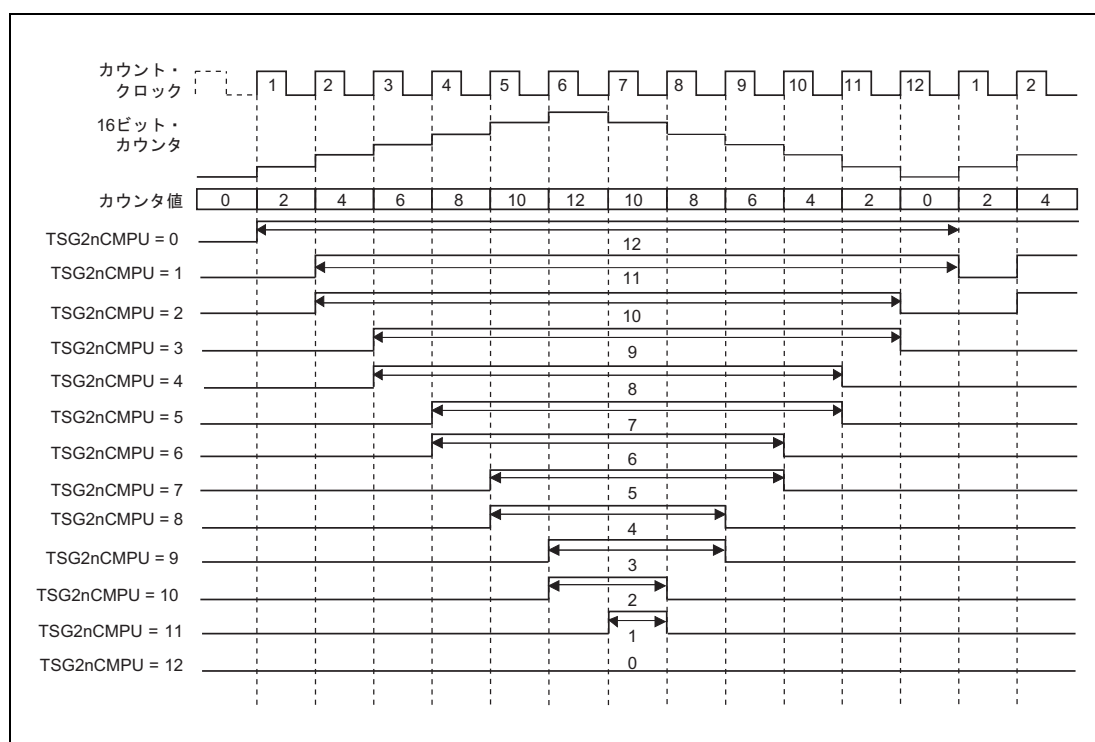 カウント・
クロック
1 2 3 4 5 6 7 8 9 10 11 12 1 2
16ビット・
カウンタ
カウンタ値 0 2 4 6 8 10 12 10 8 6 4 2 0 2 4
TSG2nCMPU = 0
12
TSG2nCMPU = 1
11
TSG2nCMPU = 2
10
TSG2nCMPU = 3
9
TSG2nCMPU = 4
8
TSG2nCMPU = 5
7
TSG2nCMPU = 6
6
TSG2nCMPU = 7
5
TSG2nCMPU = 8
4
TSG2nCMPU = 9
3
TSG2nCMPU = 10
2
TSG2nCMPU = 11
1
TSG2nCMPU = 12
0